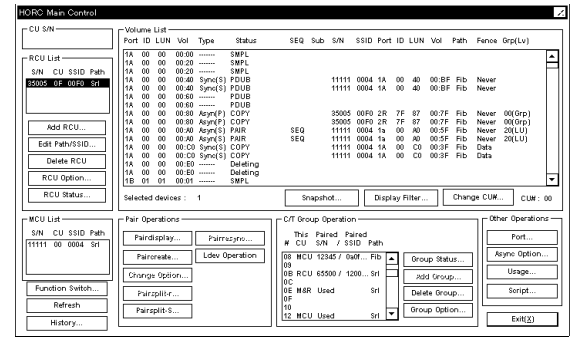 HORC Main Control
CU S/N
RCU List
S/N CU SSID Path
35005 0F 00F0 Srl
Add RCU...
Edit Path/SSID...
Delete RCU
RCU Option...
RCU Status...
Volume List
Port ID LUN Vol Type Status SEQ Sub S/N SSID Port ID LUN Vol Path Fence Grp(Lv)
1A 00 00 00:00 ------- SMPL
1A 00 00 00:20 ------- SMPL
1A 00 00 00:20 ------- SMPL
1A 00 00 00:40 Sync(S) PDUB 11111 0004 1A 00 40 00:BF Fib Never
1A 00 00 00:40 Sync(S) PDUB 11111 0004 1A 00 40 00:BF Fib Never
1A 00 00 00:60 ------- PDUB
1A 00 00 00:60 ------- COPY
1A 00 00 00:80 Asyn(P) COPY 35005 00F0 2R 7F 87 00:7F Fib Never 00(Grp)
1A 00 00 00:80 Asyn(P) COPY 35005 00F0 2R 7F 87 00:7F Fib Never 00(Grp)
1A 00 00 00:A0 Asyn(S) PAIR SEQ 11111 0004 1a 00 A0 00:5F Fib Never 20(LU)
1A 00 00 00:A0 Asyn(S) PAIR SEQ 11111 0004 1a 00 A0 00:5F Fib Never 20(LU)
1A 00 00 00:C0 Sync(S) COPY 11111 0004 1A 00 C0 00:3F Fib Data
1A 00 00 00:C0 Sync(S) COPY 11111 0004 1A 00 C0 00:3F Fib Data
1A 00 00 00:E0 ------- Deleting
1A 00 00 00:E0 ------- Deleting
1B 01 01 00:01 ------- SMPL
Selected devices : 1
Snapshot...
Display Filter...
Change CU#...
CU# : 00
MCU List
S/N CU SSID Path
11111 00 0004 Srl
Function Switch...
Refresh
History...
Pair Operations
Pairdisplay...
Pairresync...
Paircreate...
Ldev Operation
Change Option...
Pairsplit-r...
Pairsplit-S...
C/T Group Operation
This Paired Paired
# CU S/N / SSID Path
08 MCU 12345 / 0a0f... Fib
09
0B RCU 65500 / 1200... Srl
0C
0E M&R Used Srl
0F
10
12 MCU Used Srl
Group Status...
Add Group...
Delete Group...
Group Option...
Other Operations
Port...
Async Option...
Usage...
Script...
Exit(X)